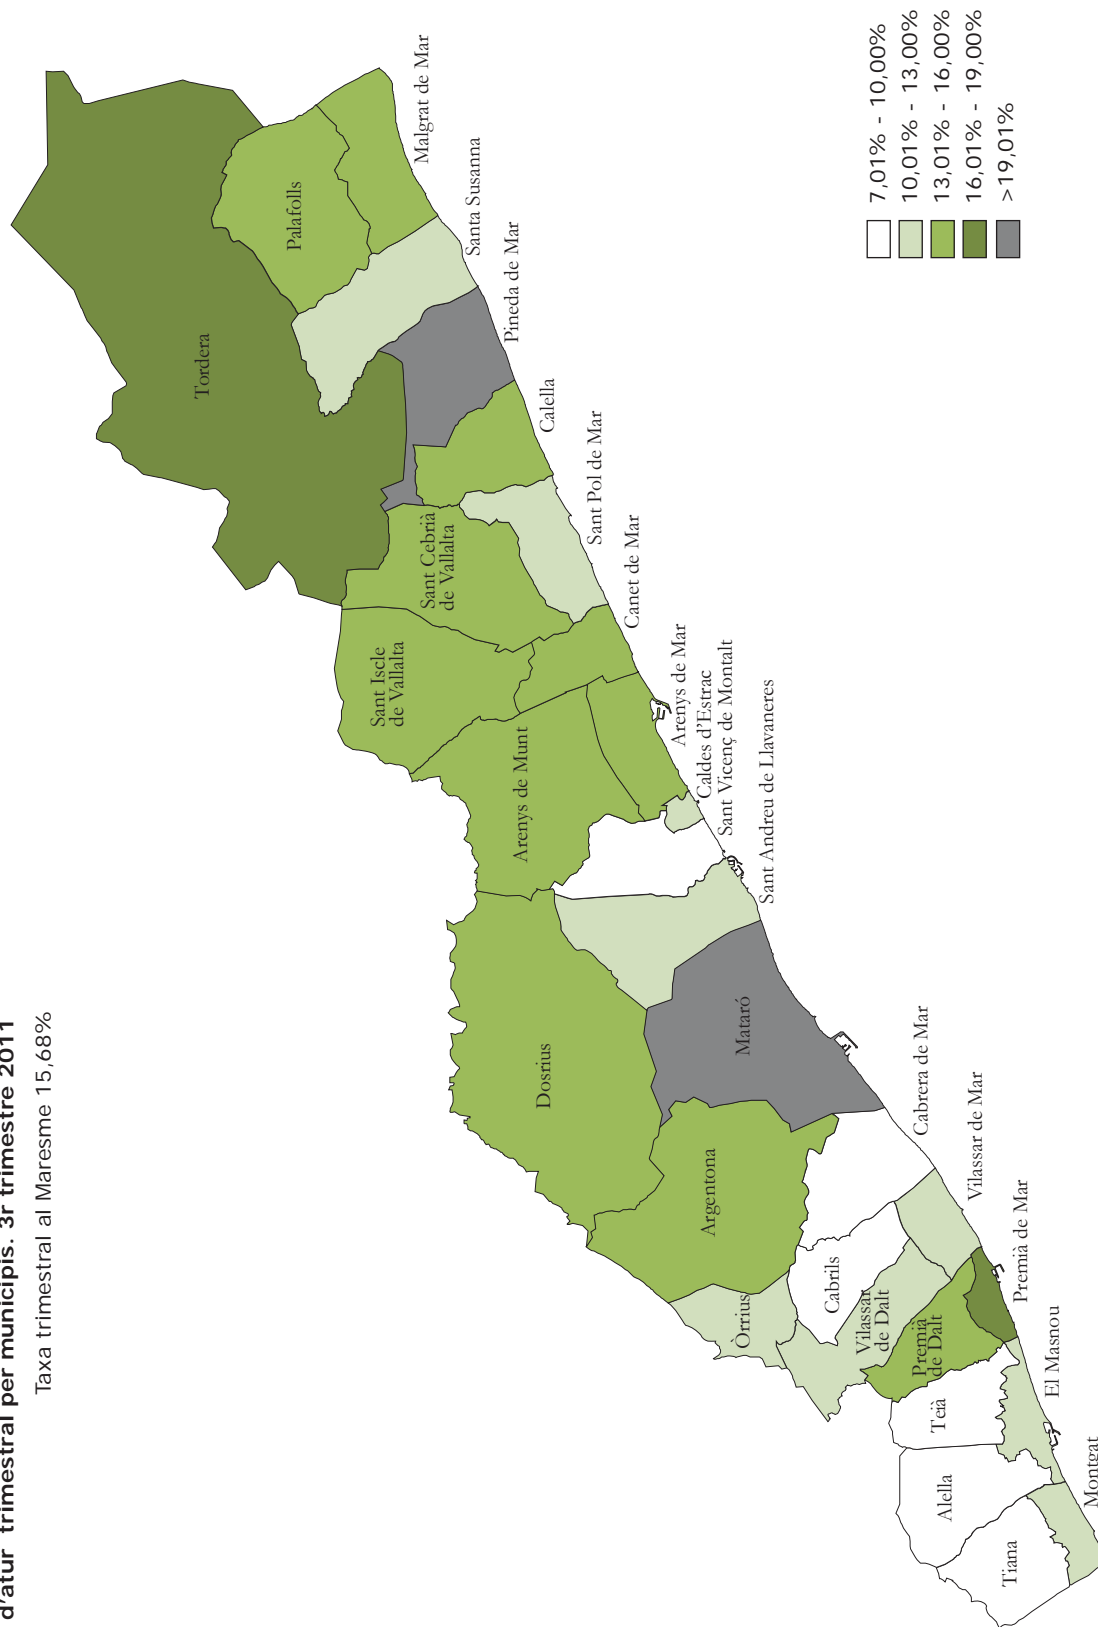 d'atur trimestral per municipis. 3r trimestre 2011
Taxa trimestral al Maresme 15,68%
Tordera
Palafolls
Malgrat de Mar
Santa Susanna
Pineda de Mar
Calella
Sant Pol de Mar
Sant Cebrià
de Vallalta
Canet de Mar
Sant Iscle
de Vallalta
Arenys de Mar
Arenys de Munt
Caldes d'Estrac
Sant Vicenç de Montalt
Sant Andreu de Llavaneres
Dosrius
Mataró
Argentona
Cabrera de Mar
Vilassar de Mar
Cabrils
Òrrius
Vilassar
de Dalt
Premià de Mar
Premià
de Dalt
Teià
El Masnou
Alella
Tiana
Montgat
7,01% - 10,00%
10,01% - 13,00%
13,01% - 16,00%
16,01% - 19,00%
>19,01%